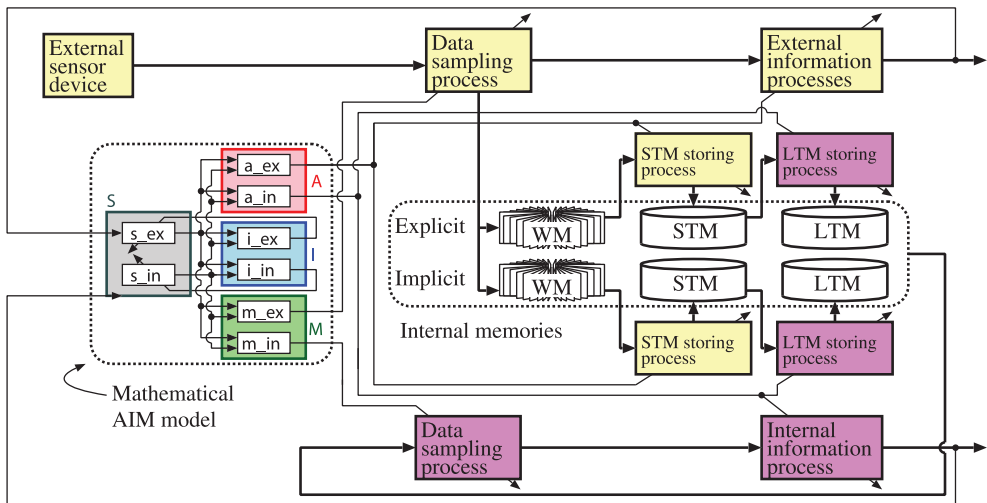 External
sensor
device
Data
sampling
process
External
information
processes
STM storing
process
LTM storing
process
S
s_ex
s_in
a_ex
a_in
A
i_ex
i_in
I
m_ex
m_in
M
Explicit
WM
STM
LTM
Implicit
WM
STM
LTM
Internal memories
STM storing
process
LTM storing
process
Mathematical
AIM model
Data
sampling
process
Internal
information
process